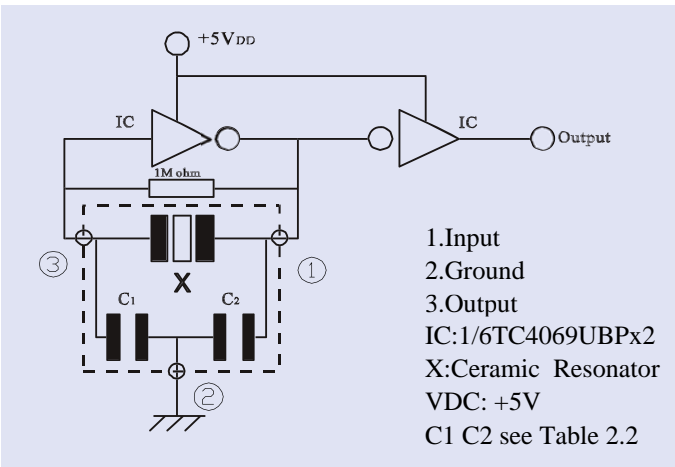 +5VDD
IC
IC
Output
1M ohm
③
①
X
C1
C2
②
1.Input
2.Ground
3.Output
IC:1/6TC4069UBPx2
X:Ceramic Resonator
VDC: +5V
C1 C2 see Table 2.2